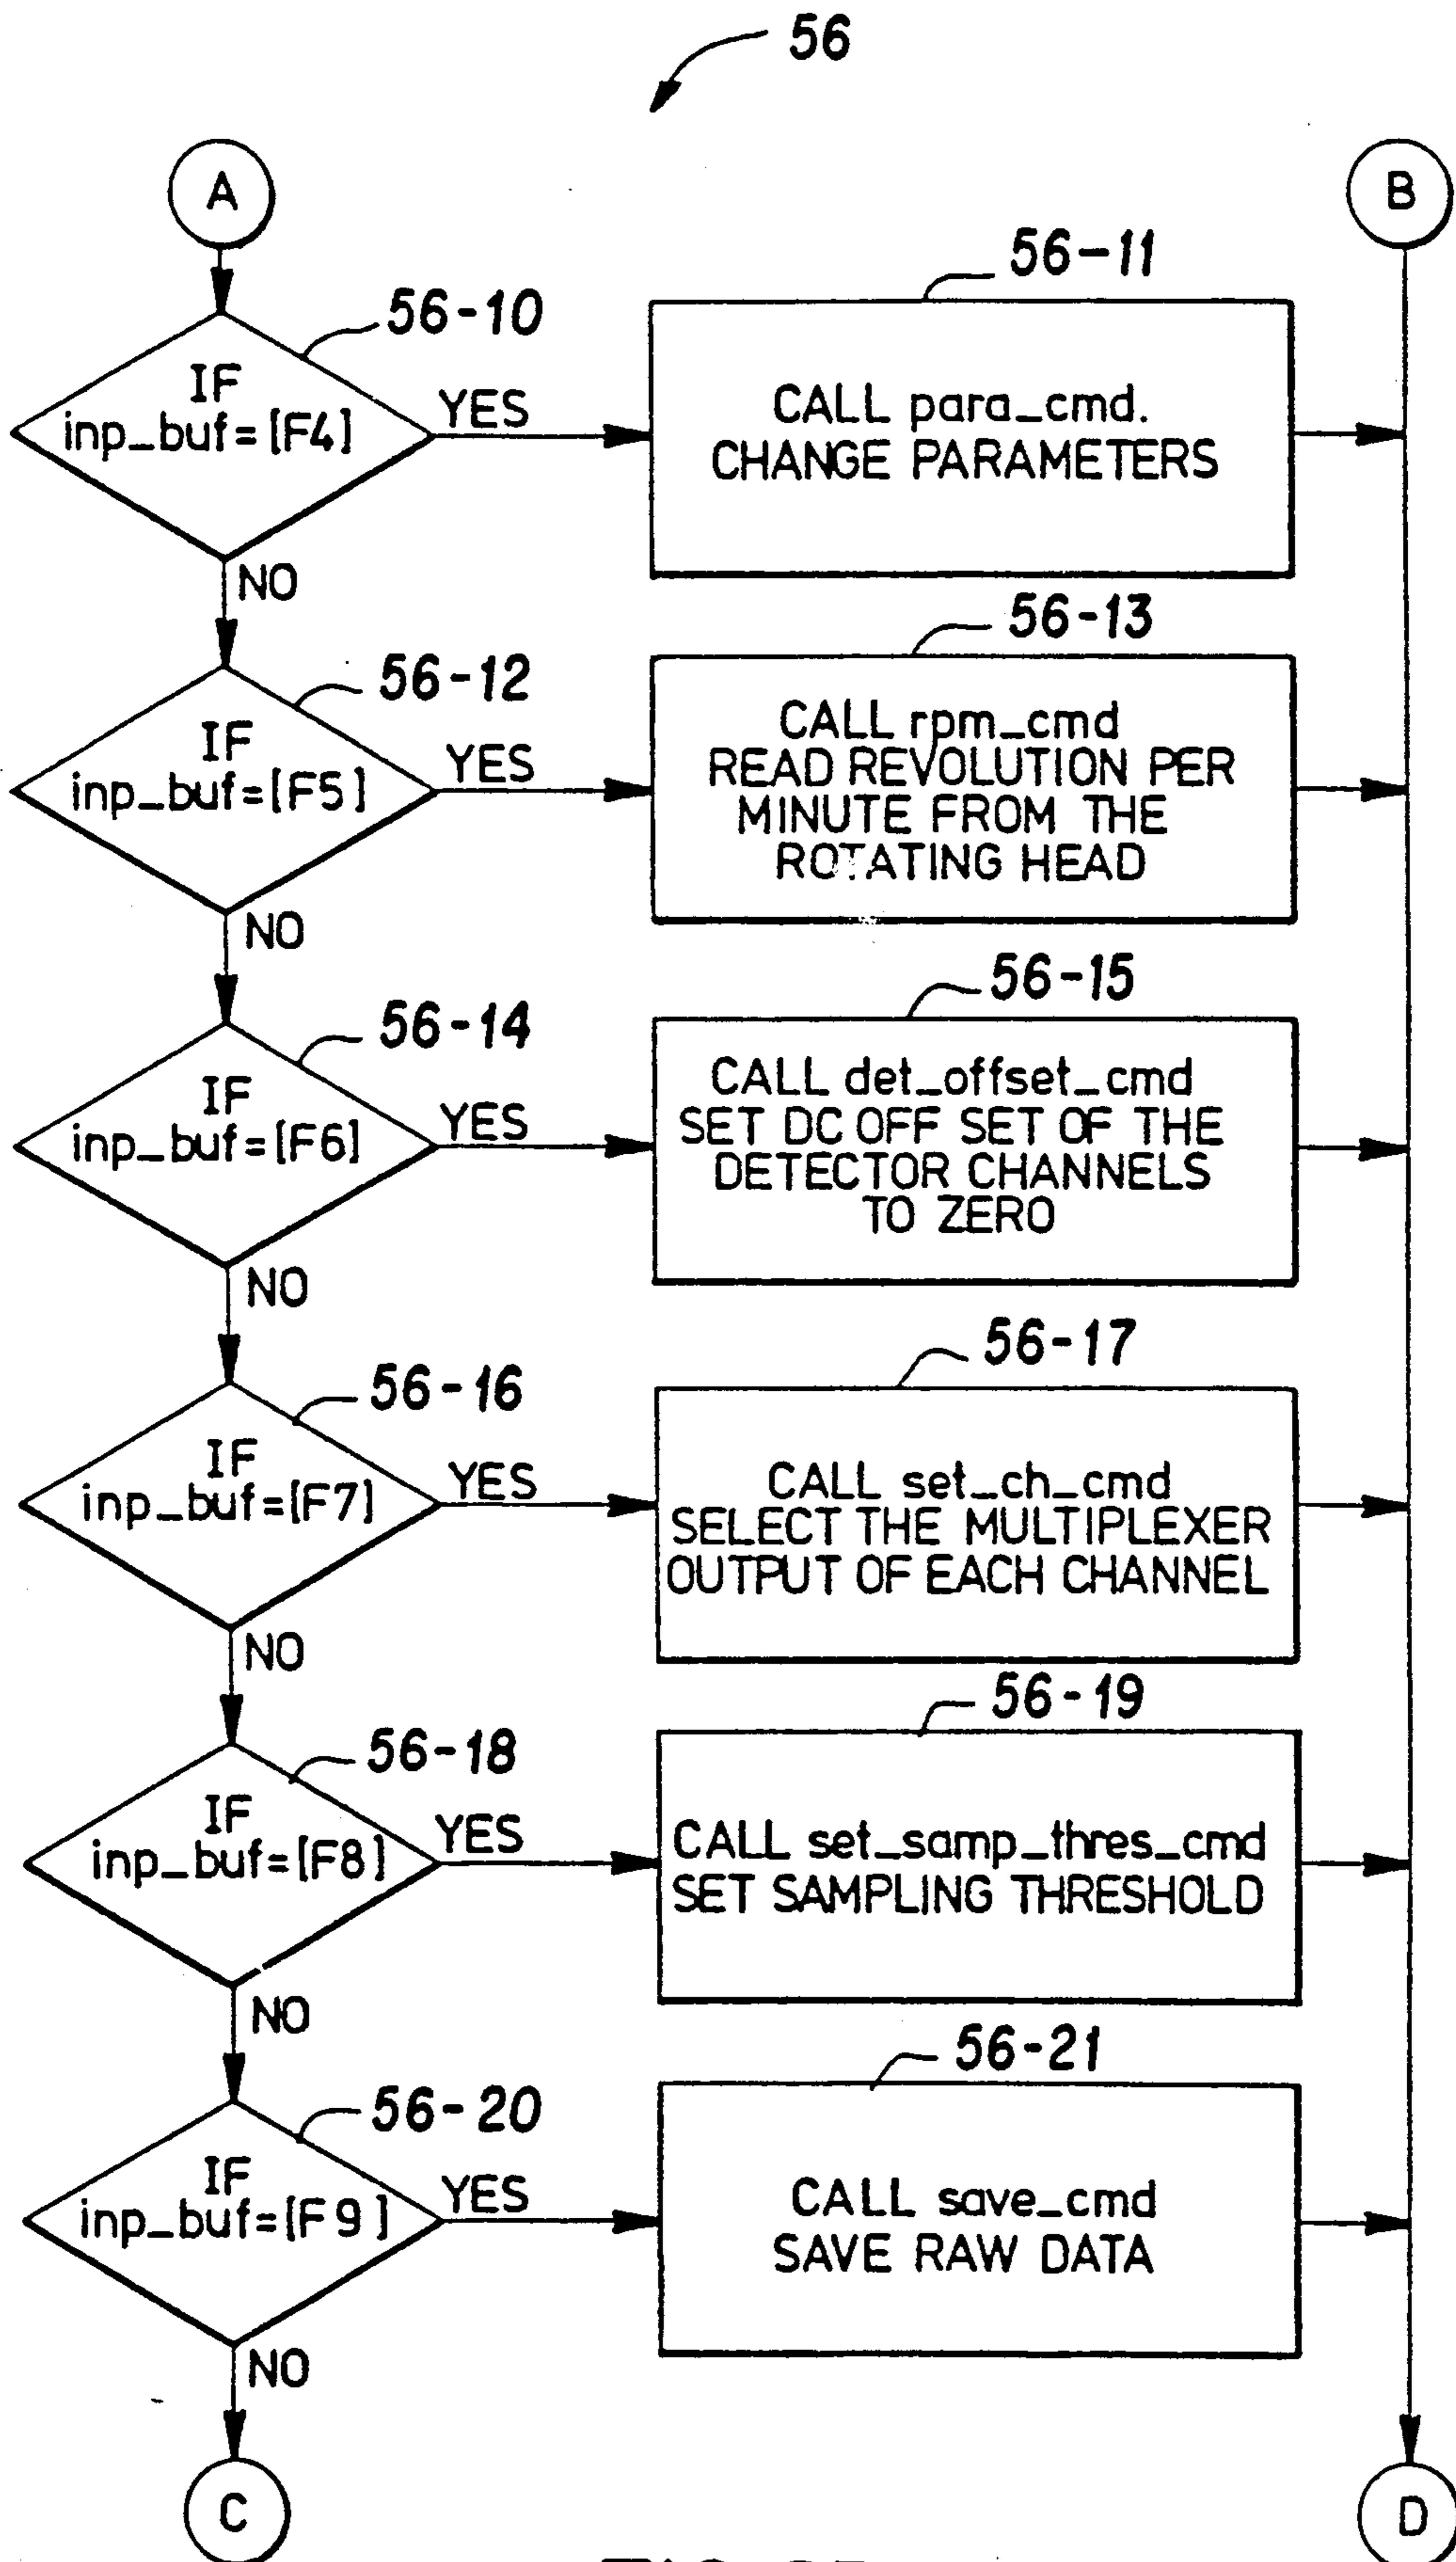 56
A
B
56-10
56-11
IF
inp_buf=[F4]
YES
CALL para_cmd.
CHANGE PARAMETERS
NO
56-12
56-13
IF
inp_buf=[F5]
YES
CALL rpm_cmd
READ REVOLUTION PER
MINUTE FROM THE
ROTATING HEAD
NO
56-14
56-15
IF
inp_buf=[F6]
YES
CALL det_offset_cmd
SET DC OFF SET OF THE
DETECTOR CHANNELS
TO ZERO
NO
56-16
56-17
IF
inp_buf=[F7]
YES
CALL set_ch_cmd
SELECT THE MULTIPLEXER
OUTPUT OF EACH CHANNEL
NO
56-18
56-19
IF
inp_buf=[F8]
YES
CALL set_samp_thres_cmd
SET SAMPLING THRESHOLD
NO
56-20
56-21
IF
inp_buf=[F9]
YES
CALL save_cmd
SAVE RAW DATA
NO
C
D